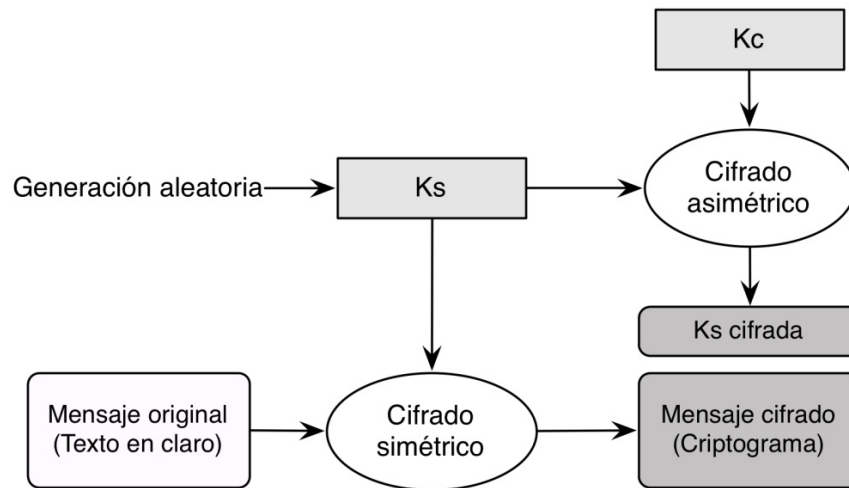 Kc
Generación aleatoria
Ks
Cifrado
asimétrico
Ks cifrada
Mensaje original
(Texto en claro)
Cifrado
simétrico
Mensaje cifrado
(Criptograma)